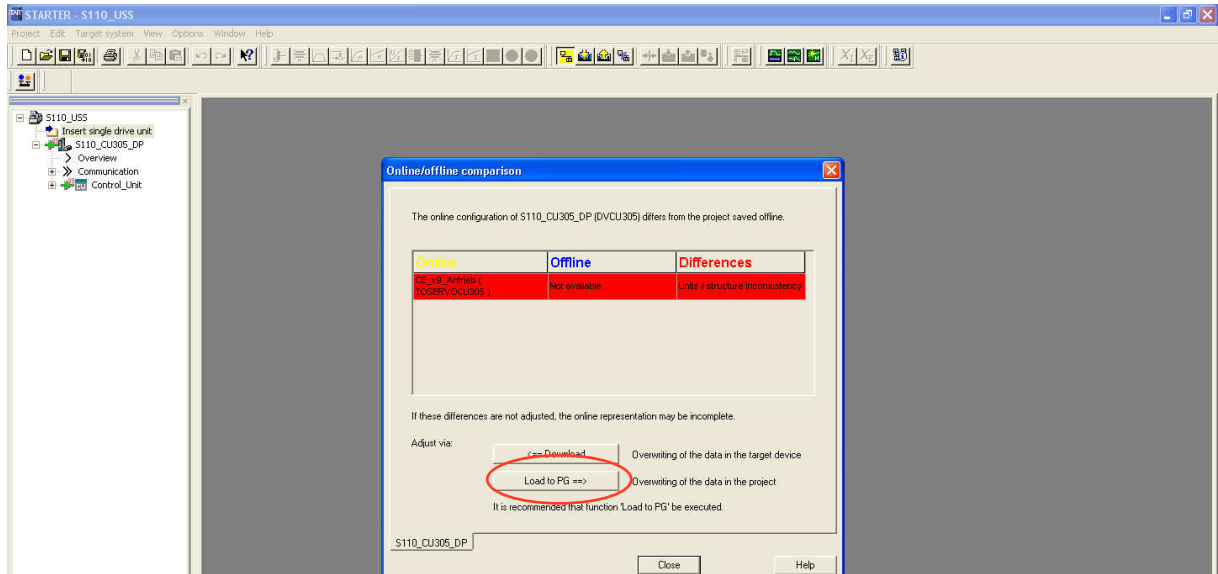 STARTER - S110_USS
Project Edit Target system View Options Window Help
S110_USS
Insert single drive unit
S110_CU305_DP
Overview
Communication
Control_Unit
Online/offline comparison
The online configuration of S110_CU305_DP (DVCU305) differs from the project saved offline.
Online Offline Differences
CE_x9_Antrieb (
TOSERVOCU305 ) Not available Units / structure inconsistency
If these differences are not adjusted, the online representation may be incomplete.
Adjust via:
<== Download Overwriting of the data in the target device
Load to PG ==> Overwriting of the data in the project
It is recommended that function 'Load to PG' be executed.
S110_CU305_DP
Close Help